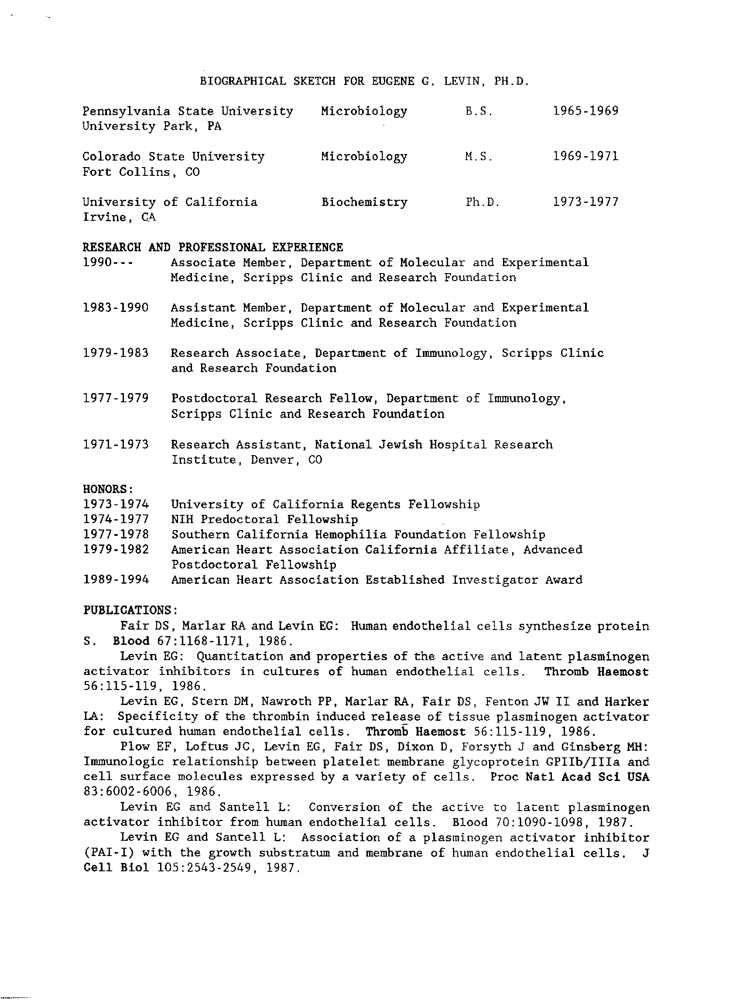 BIOGRAPHICAL SKETCH FOR EUGENE G. LEVIN, PH.D.
Pennsylvania State University Microbiology B.S. 1965-1969
University Park, PA
Colorado State University Microbiology M.S. 1969-1971
Fort Collins, CO
University of California Biochemistry Ph.D. 1973-1977
Irvine, CA
RESEARCH AND PROFESSIONAL EXPERIENCE
1990--- Associate Member, Department of Molecular and Experimental
Medicine, Scripps Clinic and Research Foundation
1983-1990 Assistant Member, Department of Molecular and Experimental
Medicine, Scripps Clinic and Research Foundation
1979-1983 Research Associate, Department of Immunology, Scripps Clinic
and Research Foundation
1977-1979 Postdoctoral Research Fellow, Department of Immunology,
Scripps Clinic and Research Foundation
1971-1973 Research Assistant, National Jewish Hospital Research
Institute, Denver, CO
HONORS:
1973-1974 University of California Regents Fellowship
1974-1977 NIH Predoctoral Fellowship
1977-1978 Southern California Hemophilia Foundation Fellowship
1979-1982 American Heart Association California Affiliate, Advanced
Postdoctoral Fellowship
1989-1994 American Heart Association Established Investigator Award
PUBLICATIONS:
Fair DS, Marlar RA and Levin EG: Human endothelial cells synthesize protein
S. Blood 67:1168-1171, 1986.
Levin EG: Quantitation and properties of the active and latent plasminogen
activator inhibitors in cultures of human endothelial cells. Thromb Haemost
56:115-119, 1986.
Levin EG, Stern DM, Nawroth PP, Marlar RA, Fair DS, Fenton JW II and Harker
LA: Specificity of the thrombin induced release of tissue plasminogen activator
for cultured human endothelial cells. Thromb Haemost 56:115-119, 1986.
Plow EF, Loftus JC, Levin EG, Fair DS, Dixon D, Forsyth J and Ginsberg MH:
Immunologic relationship between platelet membrane glycoprotein GPIIb/IIIa and
cell surface molecules expressed by a variety of cells. Proc Natl Acad Sci USA
83:6002-6006, 1986.
Levin EG and Santell L: Conversion of the active to latent plasminogen
activator inhibitor from human endothelial cells. Blood 70:1090-1098, 1987.
Levin EG and Santell L: Association of a plasminogen activator inhibitor
(PAI-I) with the growth substratum and membrane of human endothelial cells. J
Cell Biol 105:2543-2549, 1987.